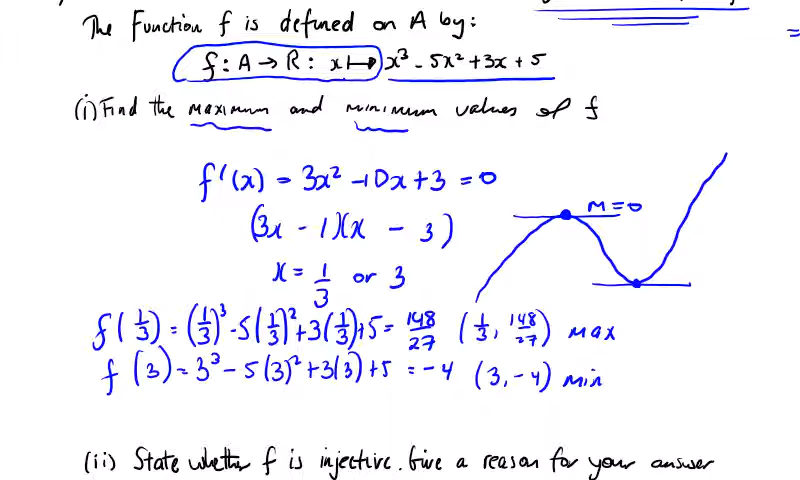 The Function f is defined on A by:
f : A → R : x ↦ x³ - 5x² + 3x + 5
(i) Find the maximum and minimum values of f
f'(x) = 3x² - 10x + 3 = 0
M = 0
(3x - 1)(x - 3)
x = 1/3 or 3
f(1/3) = (1/3)³ - 5(1/3)² + 3(1/3) + 5 = 148/27 (1/3, 148/27) max
f(3) = 3³ - 5(3)² + 3(3) + 5 = -4 (3, -4) min
(ii) State whether f is injective. Give a reason for your answer